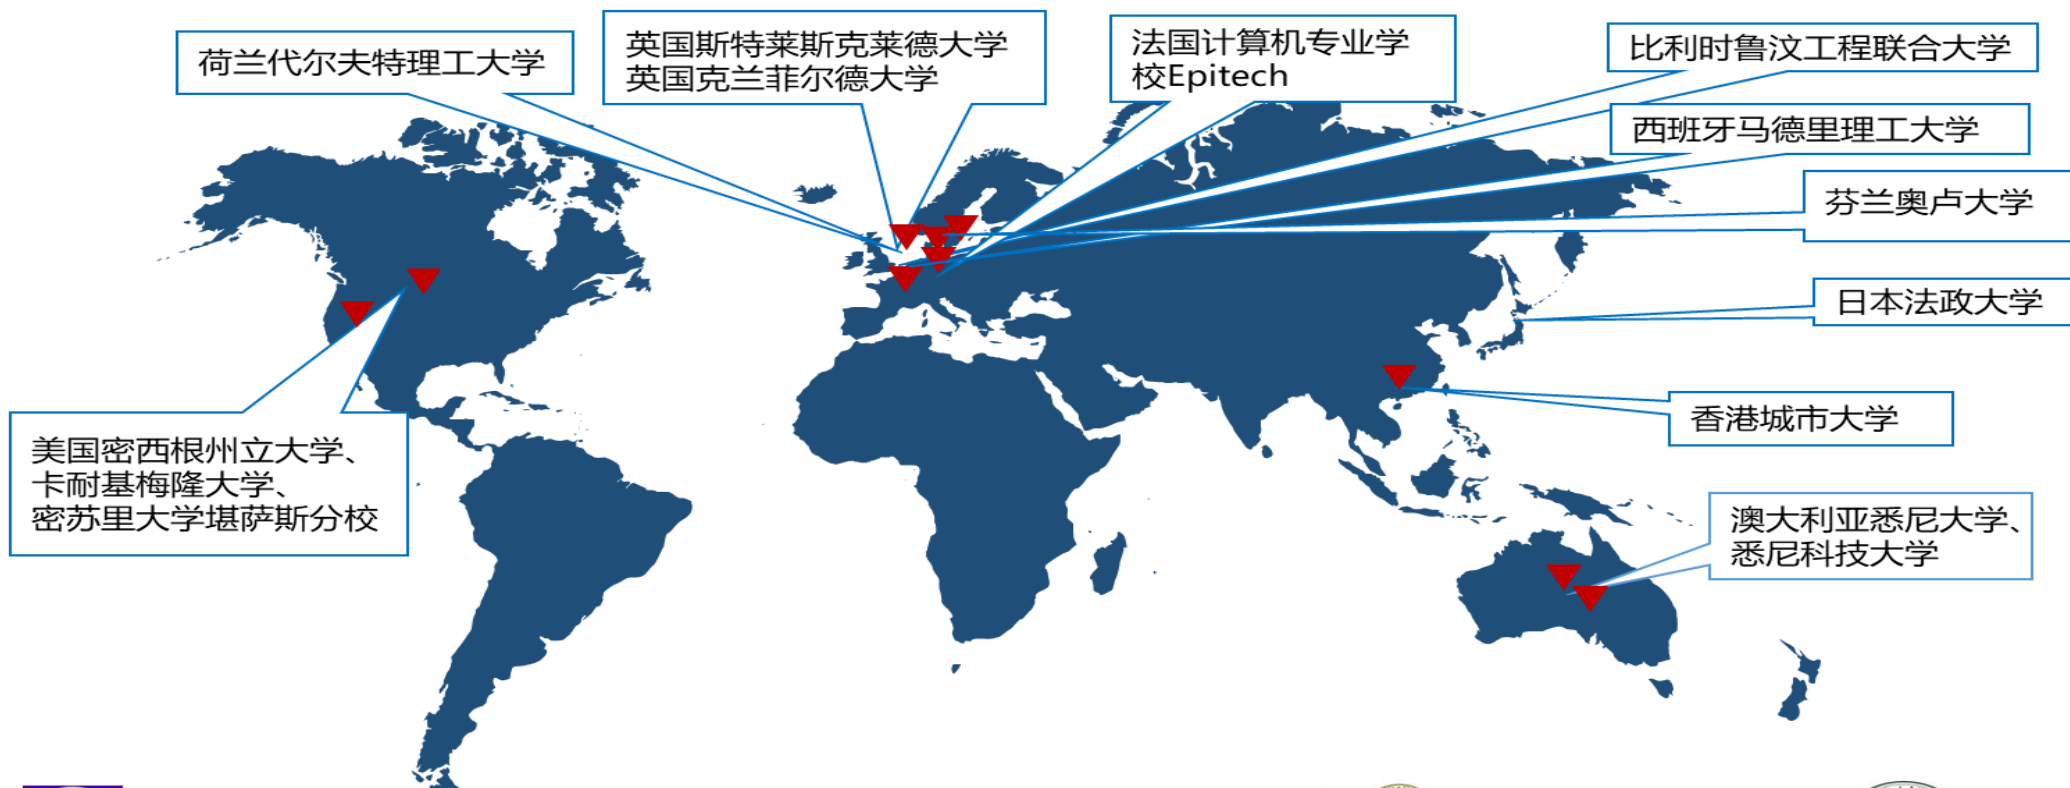 荷兰代尔夫特理工大学
英国斯特莱斯克莱德大学
英国克兰菲尔德大学
法国计算机专业学
校Epitech
比利时鲁汶工程联合大学
西班牙马德里理工大学
芬兰奥卢大学
日本法政大学
香港城市大学
美国密西根州立大学、
卡耐基梅隆大学、
密苏里大学堪萨斯分校
澳大利亚悉尼大学、
悉尼科技大学